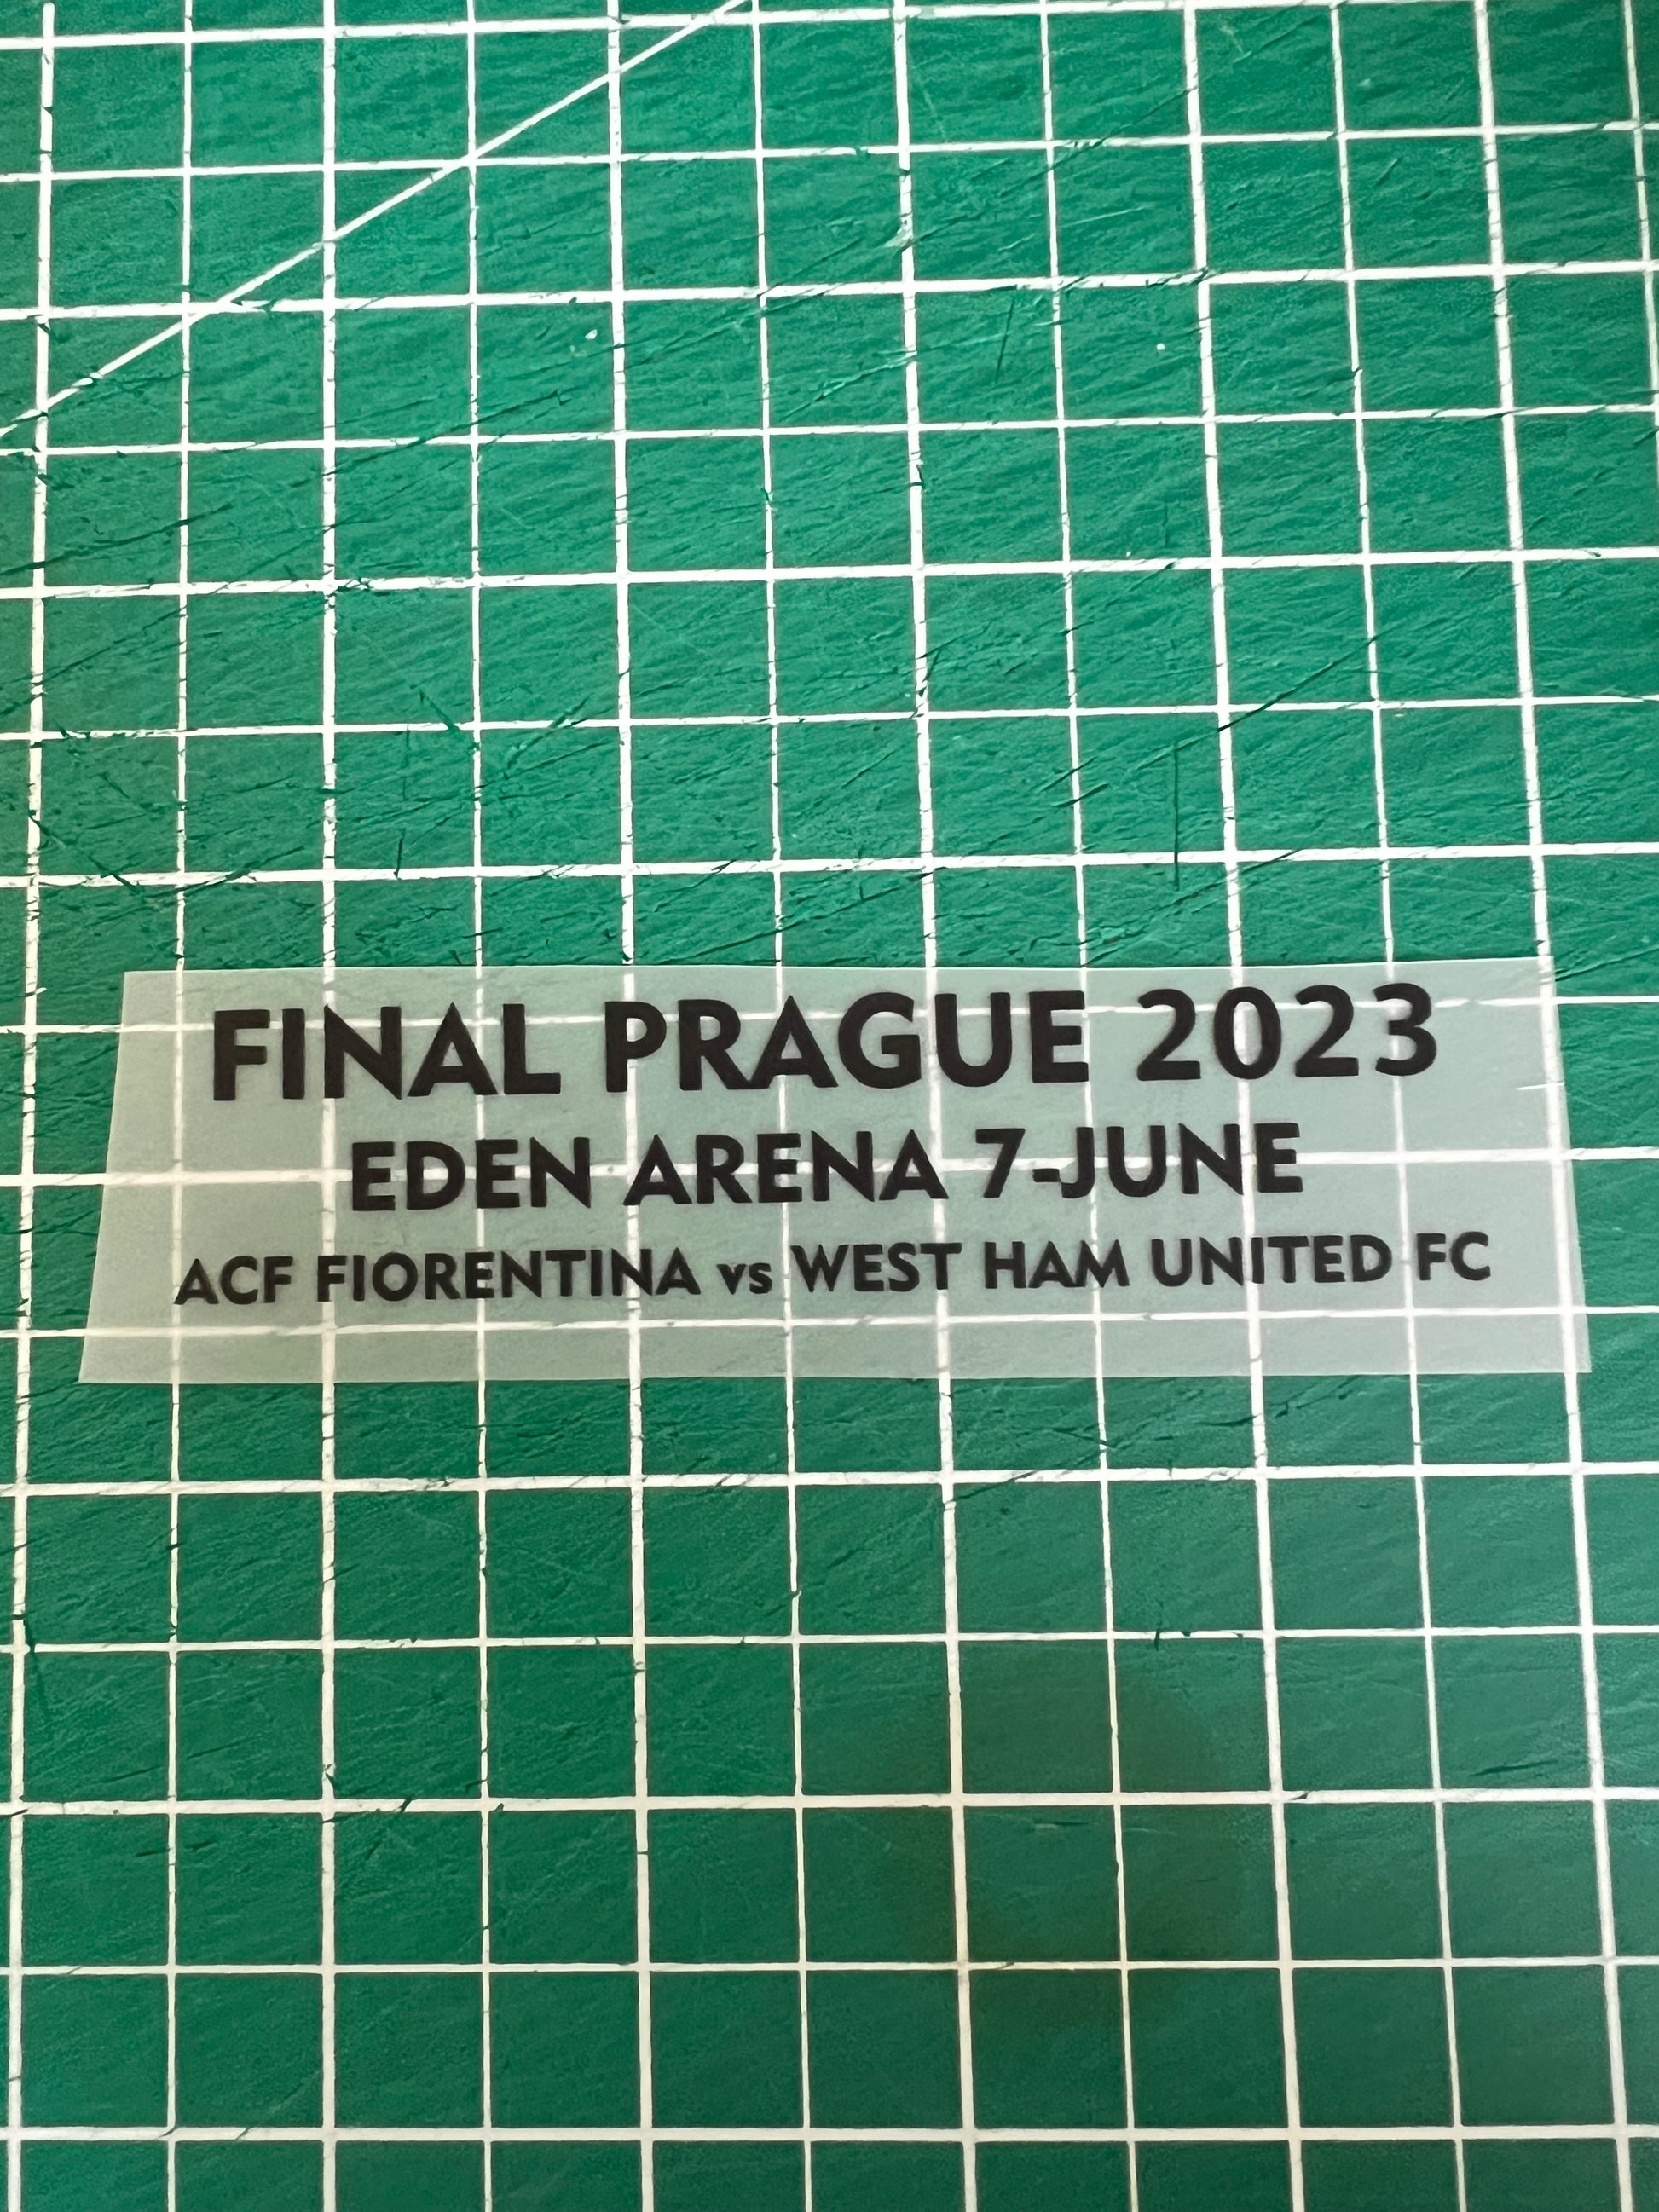 FINAL PRAGUE 2023
EDEN ARENA 7-JUNE
ACF FIORENTINA vs WEST HAM UNITED FC